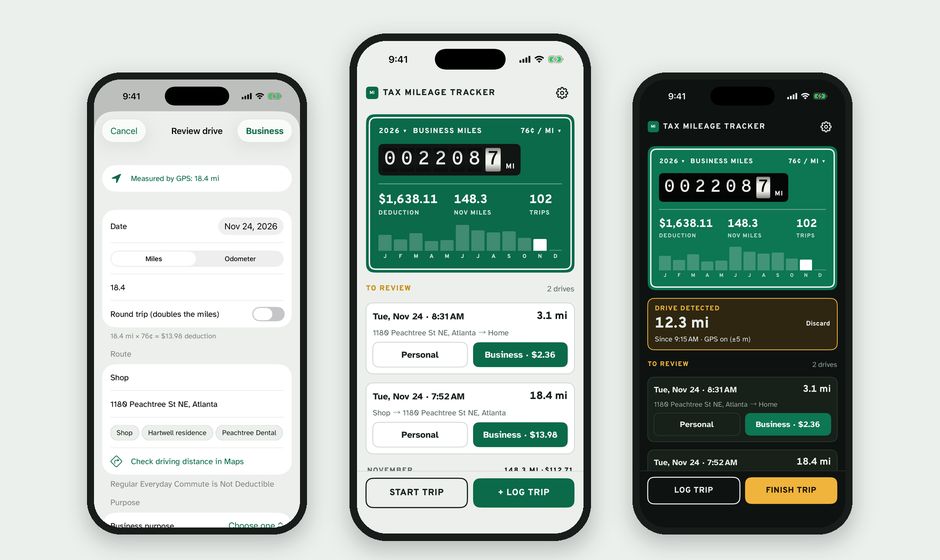 9:41
Cancel
Review drive
Business
Measured by GPS: 18.4 mi
Date
Nov 24, 2026
Miles
Odometer
18.4
Round trip (doubles the miles)
18.4 mi × 76¢ = $13.98 deduction
Route
Shop
1180 Peachtree St NE, Atlanta
Shop
Hartwell residence
Peachtree Dental
Check driving distance in Maps
Regular Everyday Commute Is Not Deductible
Purpose
Business purpose
Choose one
9:41
MI
TAX MILEAGE TRACKER
2026 ▾ BUSINESS MILES
76¢ / MI ▾
0022087 MI
$1,638.11
148.3
102
DEDUCTION
NOV MILES
TRIPS
J F M A M J J A S O N D
TO REVIEW
2 drives
Tue, Nov 24 · 8:31 AM
3.1 mi
1180 Peachtree St NE, Atlanta → Home
Personal
Business · $2.36
Tue, Nov 24 · 7:52 AM
18.4 mi
Shop → 1180 Peachtree St NE, Atlanta
Personal
Business · $13.98
NOVEMBER
148.3 MI · $112.71
START TRIP
+ LOG TRIP
9:41
MI
TAX MILEAGE TRACKER
2026 ▾ BUSINESS MILES
76¢ / MI ▾
0022087 MI
$1,638.11
148.3
102
DEDUCTION
NOV MILES
TRIPS
J F M A M J J A S O N D
DRIVE DETECTED
12.3 mi
Discard
Since 9:15 AM · GPS on (±5 m)
TO REVIEW
2 drives
Tue, Nov 24 · 8:31 AM
3.1 mi
1180 Peachtree St NE, Atlanta → Home
Personal
Business · $2.36
Tue, Nov 24 · 7:52 AM
18.4 mi
LOG TRIP
FINISH TRIP